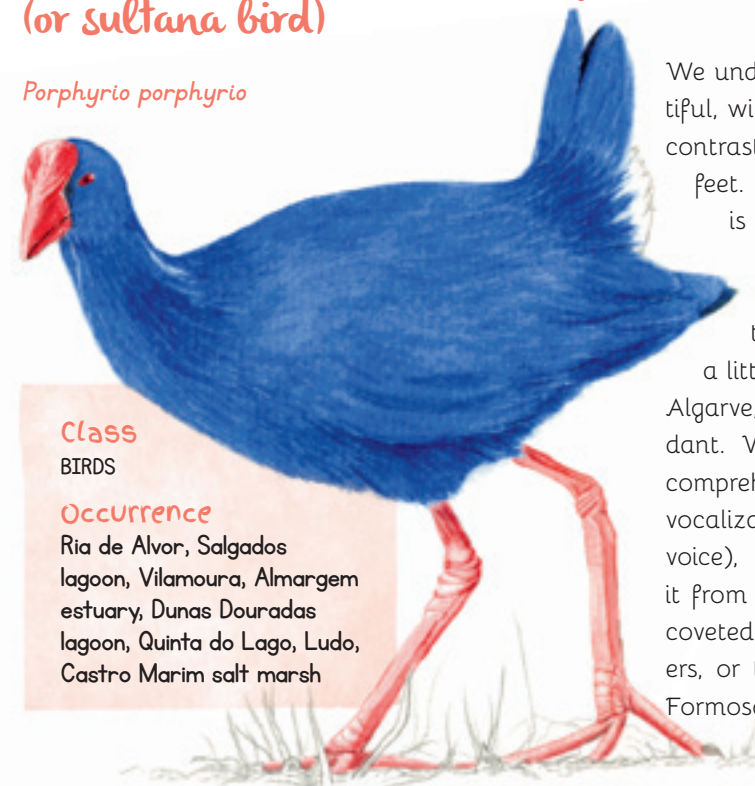 (or sultana bird)
Porphyrio porphyrio
Class
BIRDS
Occurrence
Ria de Alvor, Salgados
lagoon, Vilamoura, Almargem
estuary, Dunas Douradas
lagoon, Quinta do Lago, Ludo,
Castro Marim salt marsh
We und
tiful, wi
contrast
feet.
is
t
a litt
Algarve,
dant. V
compreh
vocaliza
voice),
it from
coveted
ers, or
Formosa